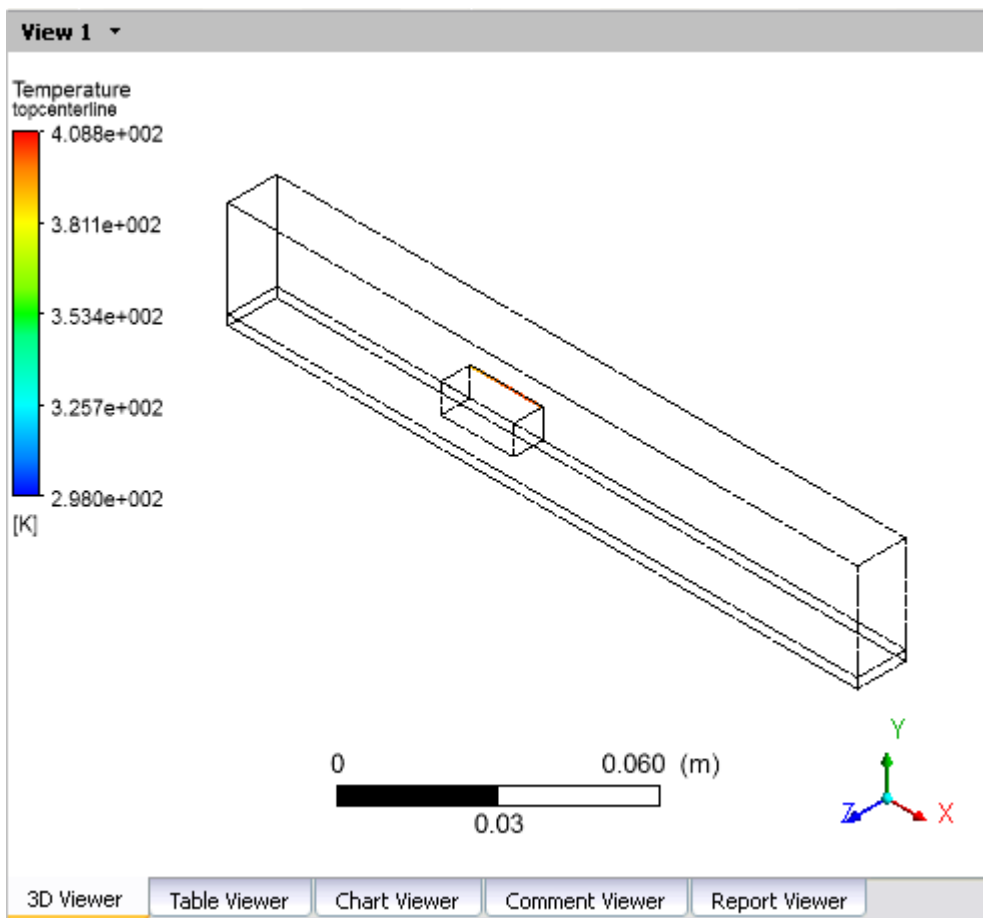 View 1
Temperature
topcenterline
4.088e+002
3.811e+002
3.534e+002
3.257e+002
2.980e+002
[K]
0 0.060 (m)
0.03
Y
Z X
3D Viewer Table Viewer Chart Viewer Comment Viewer Report Viewer